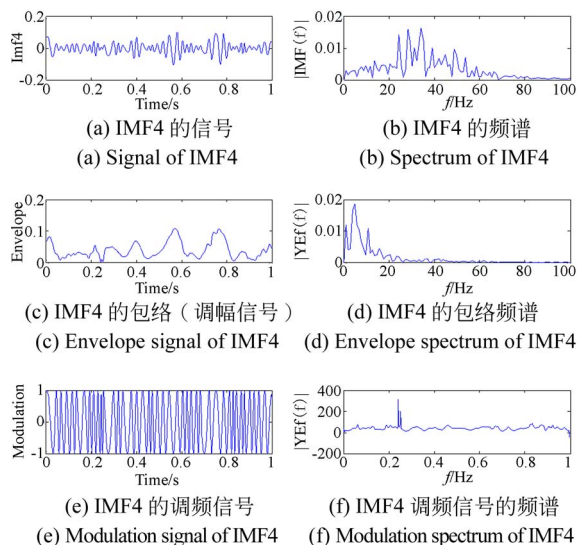 0.2
0
-0.2
Imf4
0 0.2 0.4 0.6 0.8 1
Time/s
(a) IMF4 的信号
(a) Signal of IMF4
0.02
0.01
0
|IMF(f)|
0 20 40 60 80 100
f/Hz
(b) IMF4 的频谱
(b) Spectrum of IMF4
0.2
0.1
0
Envelope
0 0.2 0.4 0.6 0.8 1
Time/s
(c) IMF4 的包络（调幅信号）
(c) Envelope signal of IMF4
0.02
0.01
0
|YEf(f)|
0 20 40 60 80 100
f/Hz
(d) IMF4 的包络频谱
(d) Envelope spectrum of IMF4
1
0
-1
Modulation
0 0.2 0.4 0.6 0.8 1
Time/s
(e) IMF4 的调频信号
(e) Modulation signal of IMF4
400
200
0
-200
|YEf(f)|
0 0.2 0.4 0.6 0.8 1
f/Hz
(f) IMF4 调频信号的频谱
(f) Modulation spectrum of IMF4